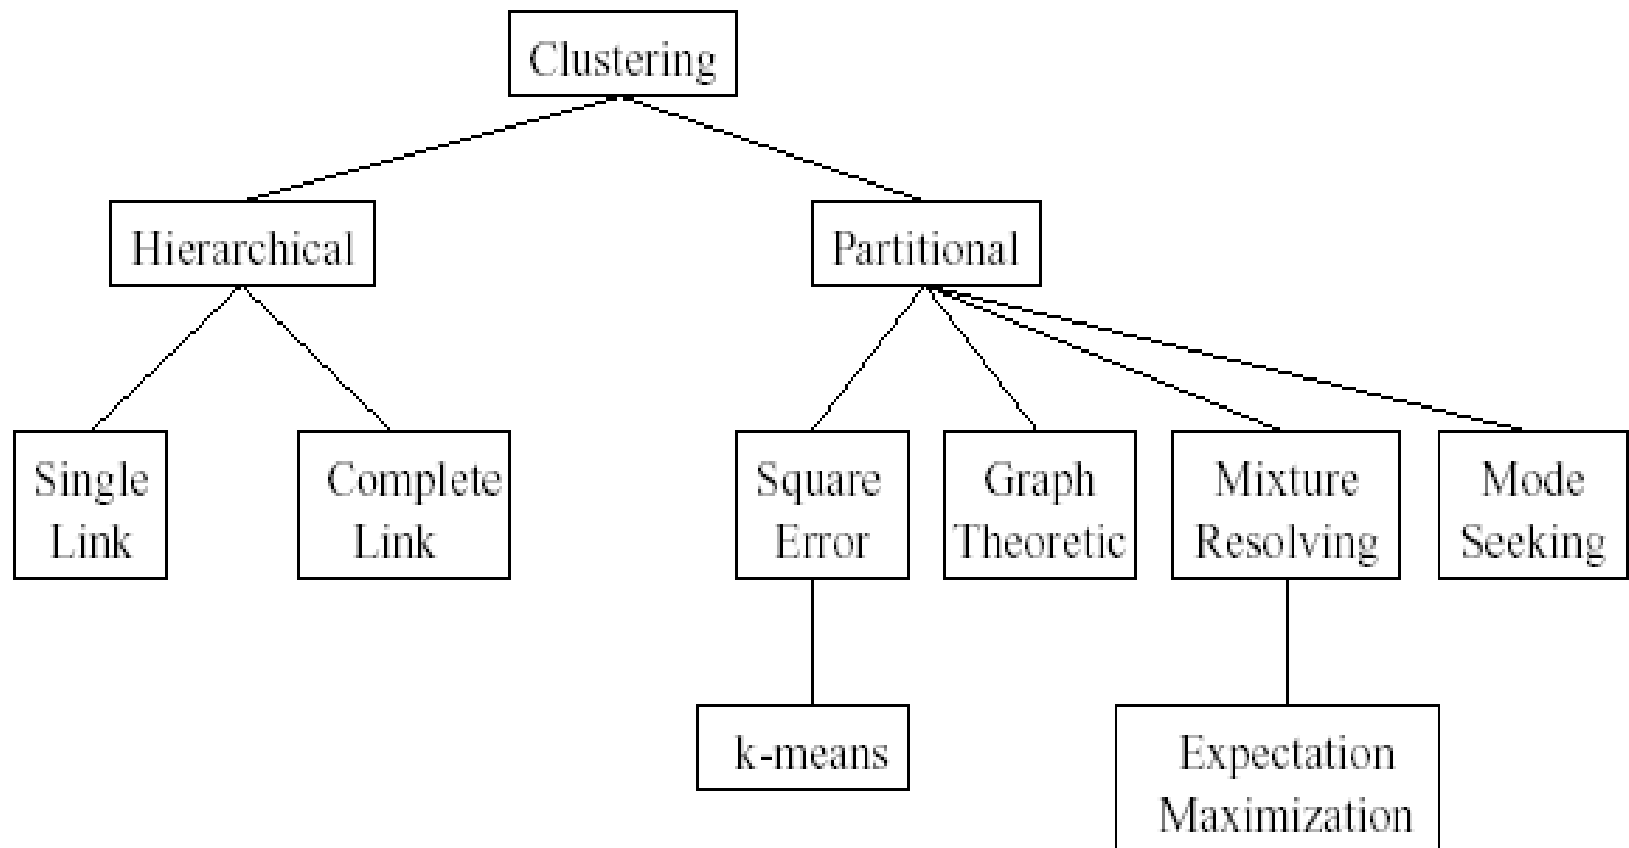 Clustering
Hierarchical
Partitional
Single
Link
Complete
Link
Square
Error
Graph
Theoretic
Mixture
Resolving
Mode
Seeking
k-means
Expectation
Maximization